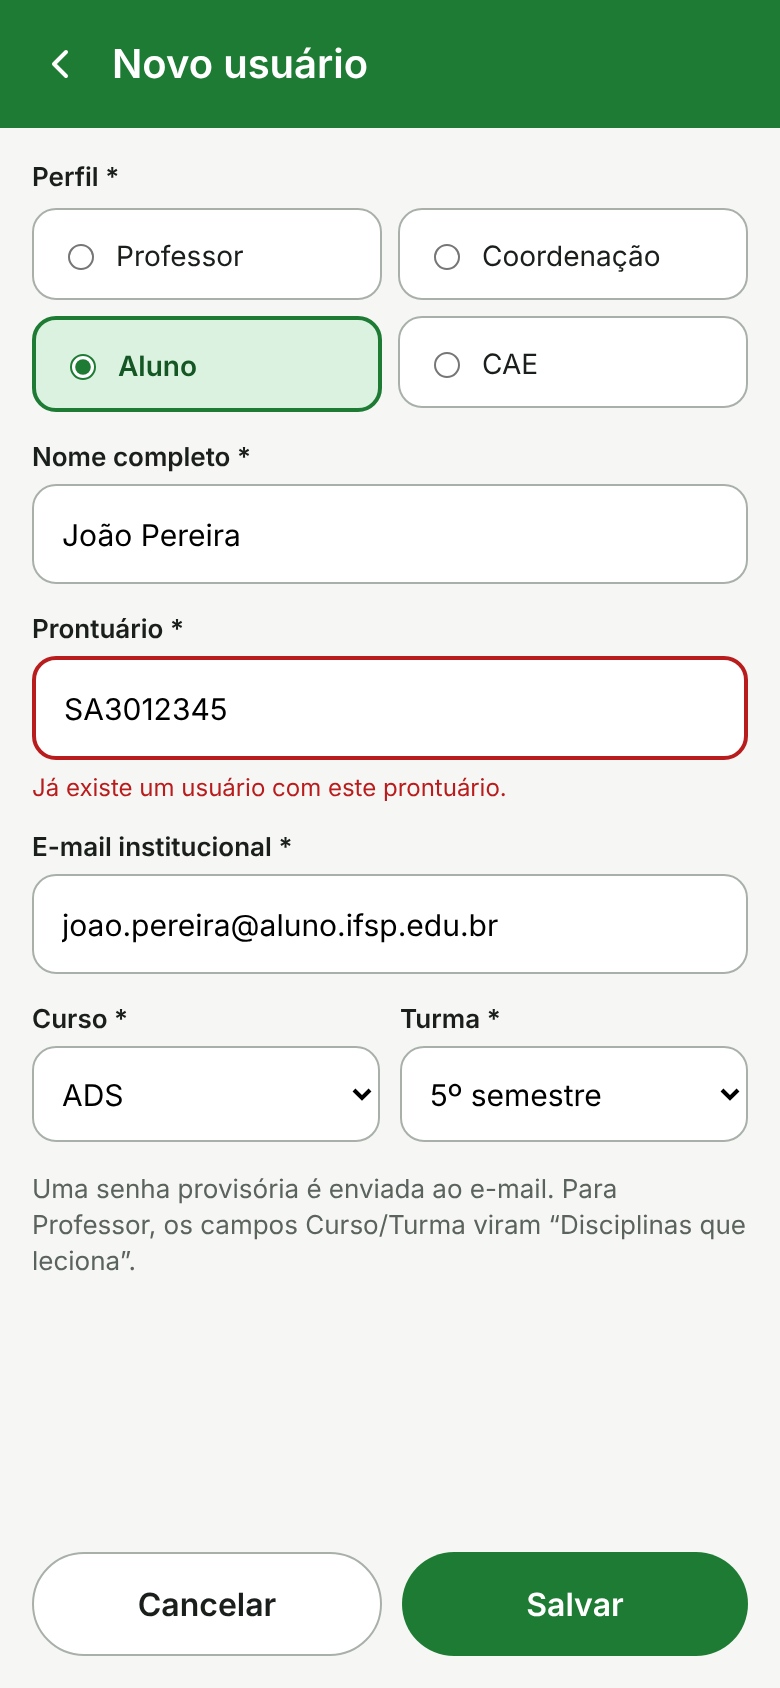 Novo usuário
Perfil *
Professor
Coordenação
Aluno
CAE
Nome completo *
João Pereira
Prontuário *
SA3012345
Já existe um usuário com este prontuário.
E-mail institucional *
joao.pereira@aluno.ifsp.edu.br
Curso *
Turma *
ADS
5º semestre
Uma senha provisória é enviada ao e-mail. Para
Professor, os campos Curso/Turma viram “Disciplinas que
leciona”.
Cancelar
Salvar